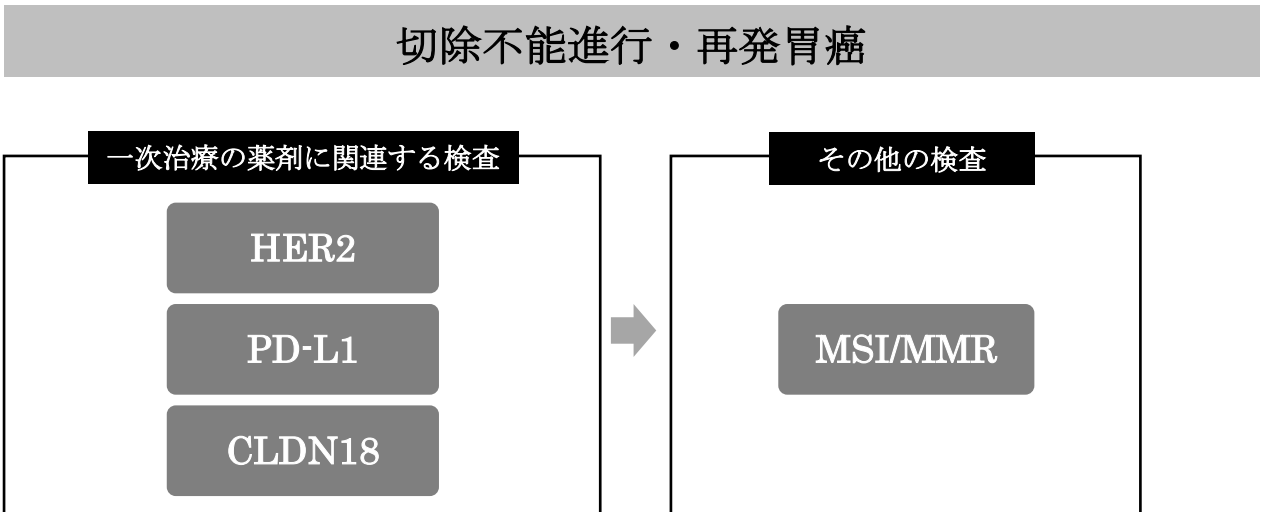 切除不能進行・再発胃癌
一次治療の薬剤に関連する検査
HER2
PD-L1
CLDN18
その他の検査
MSI/MMR